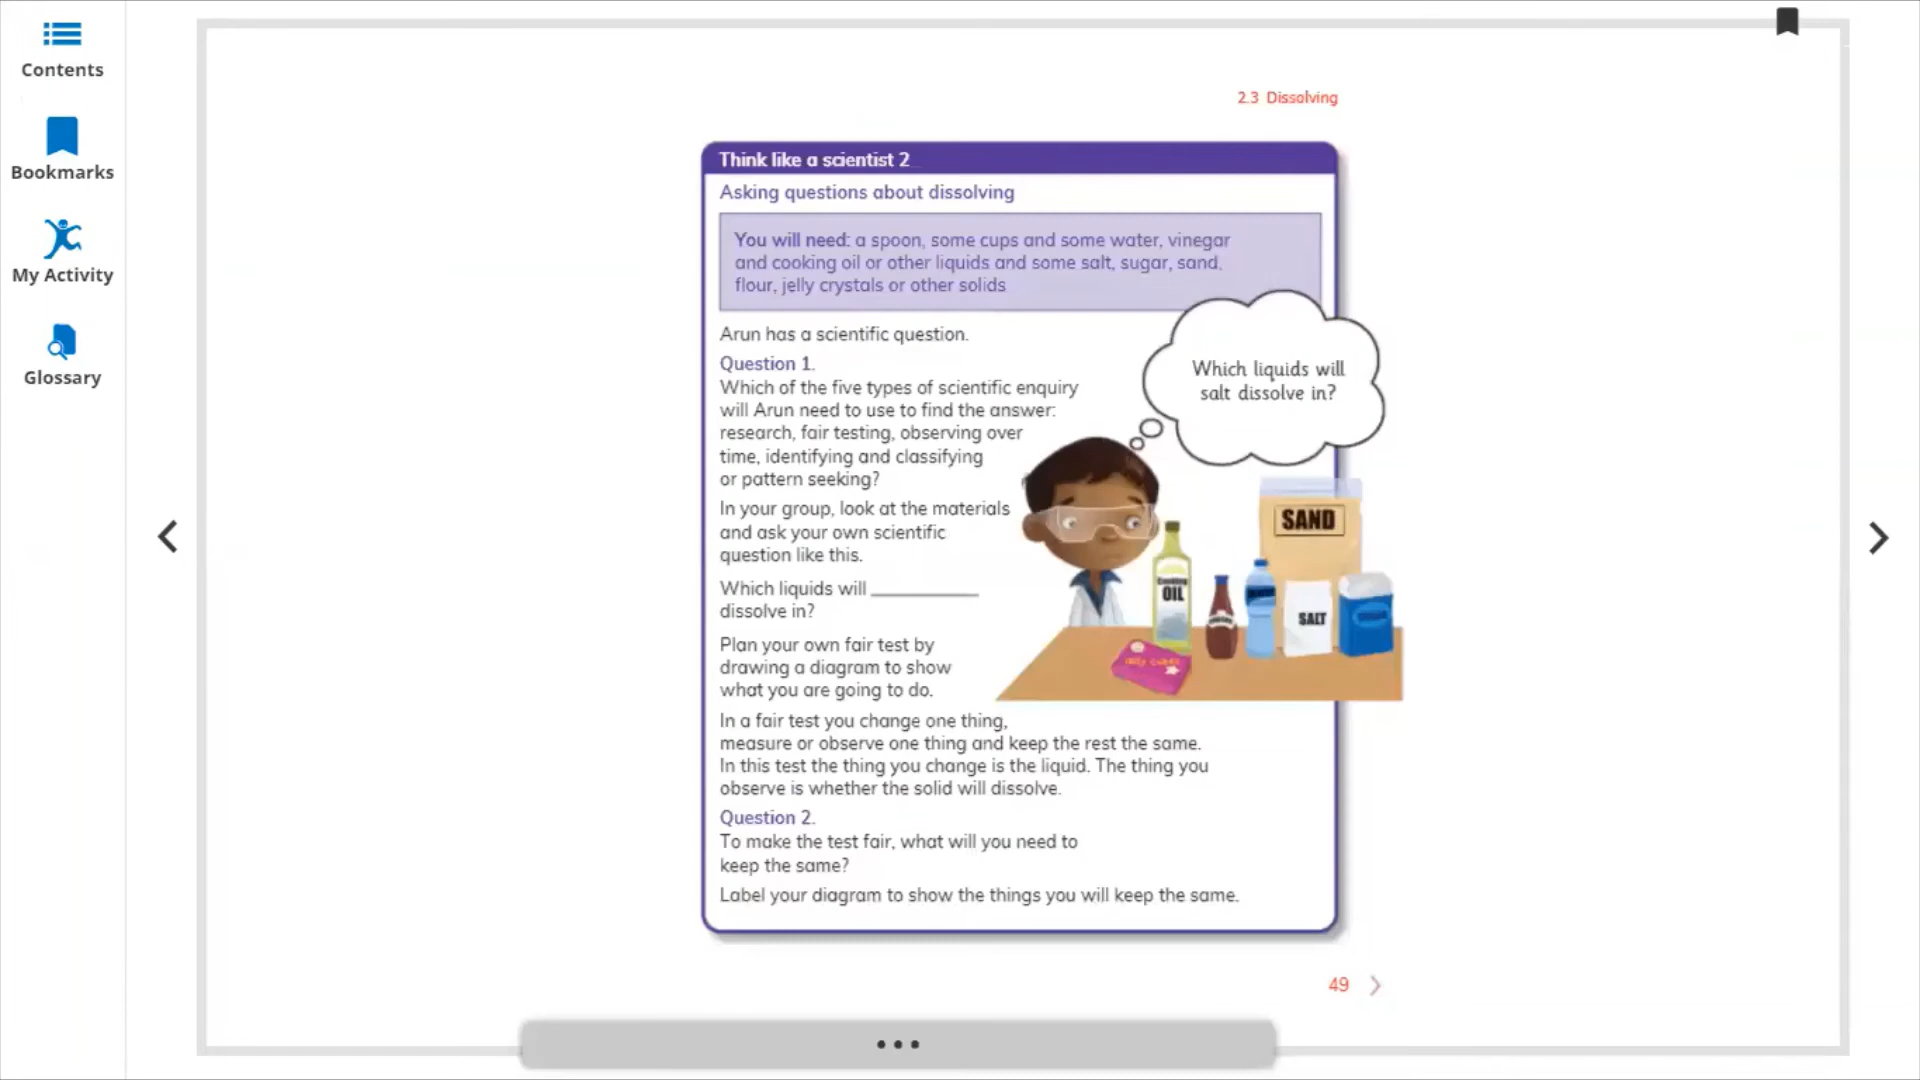 Contents
Bookmarks
My Activity
Glossary
2.3 Dissolving
Think like a scientist 2
Asking questions about dissolving
You will need: a spoon, some cups and some water, vinegar
and cooking oil or other liquids and some salt, sugar, sand,
flour, jelly crystals or other solids
Arun has a scientific question.
Question 1.
Which of the five types of scientific enquiry
will Arun need to use to find the answer:
research, fair testing, observing over
time, identifying and classifying
or pattern seeking?
Which liquids will
salt dissolve in?
In your group, look at the materials
and ask your own scientific
question like this.
Which liquids will ___________
dissolve in?
SAND
Cooking
OIL
SALT
Plan your own fair test by
drawing a diagram to show
what you are going to do.
In a fair test you change one thing,
measure or observe one thing and keep the rest the same.
In this test the thing you change is the liquid. The thing you
observe is whether the solid will dissolve.
Question 2.
To make the test fair, what will you need to
keep the same?
Label your diagram to show the things you will keep the same.
49